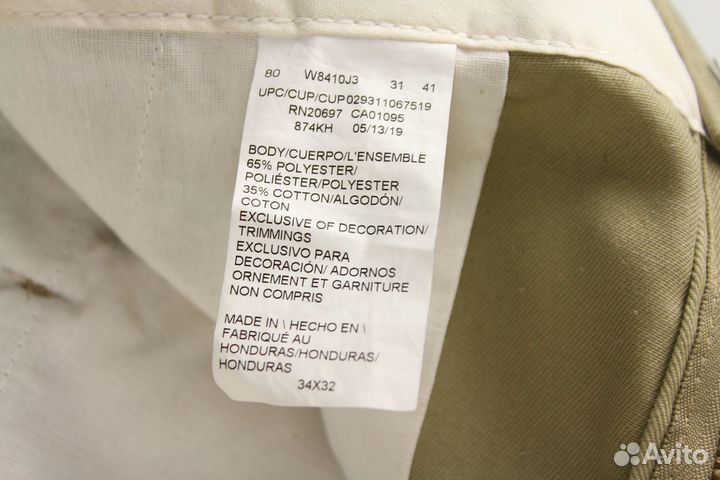 80 W8410J3 31 41
UPC/CUP/CUP029311067519
RN20697 CA01095
874KH 05/13/19
BODY/CUERPO/L'ENSEMBLE
65% POLYESTER/
POLIÉSTER/POLYESTER
35% COTTON/ALGODÓN/
COTON
EXCLUSIVE OF DECORATION/
TRIMMINGS
EXCLUSIVO PARA
DECORACIÓN/ ADORNOS
ORNEMENT ET GARNITURE
NON COMPRIS
MADE IN \ HECHO EN \
FABRIQUÉ AU
HONDURAS/HONDURAS/
HONDURAS
34X32
Avito